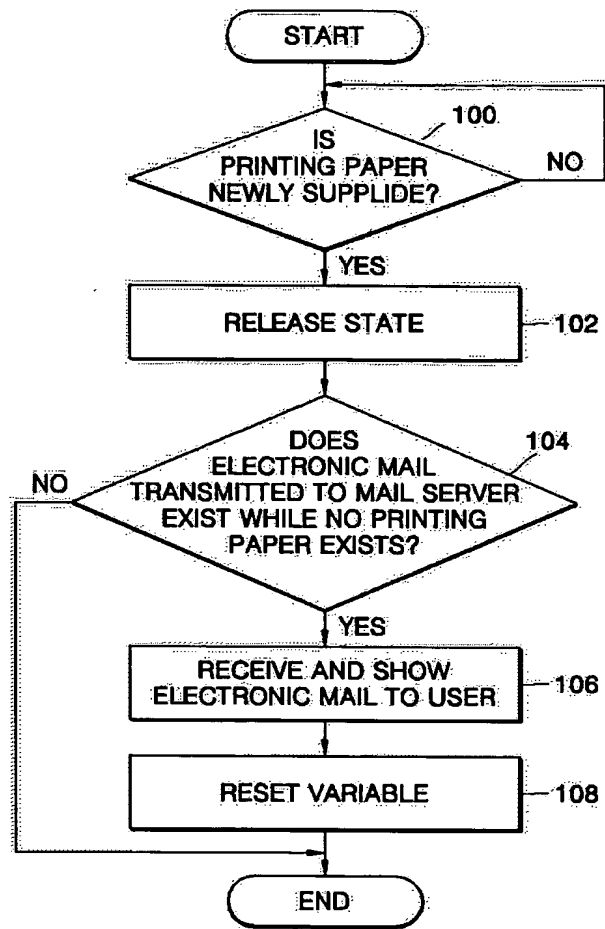 START
100
IS
PRINTING PAPER
NEWLY SUPPLIDE?
NO
YES
RELEASE STATE
102
104
DOES
ELECTRONIC MAIL
TRANSMITTED TO MAIL SERVER
EXIST WHILE NO PRINTING
PAPER EXISTS?
NO
YES
RECEIVE AND SHOW
ELECTRONIC MAIL TO USER
106
RESET VARIABLE
108
END